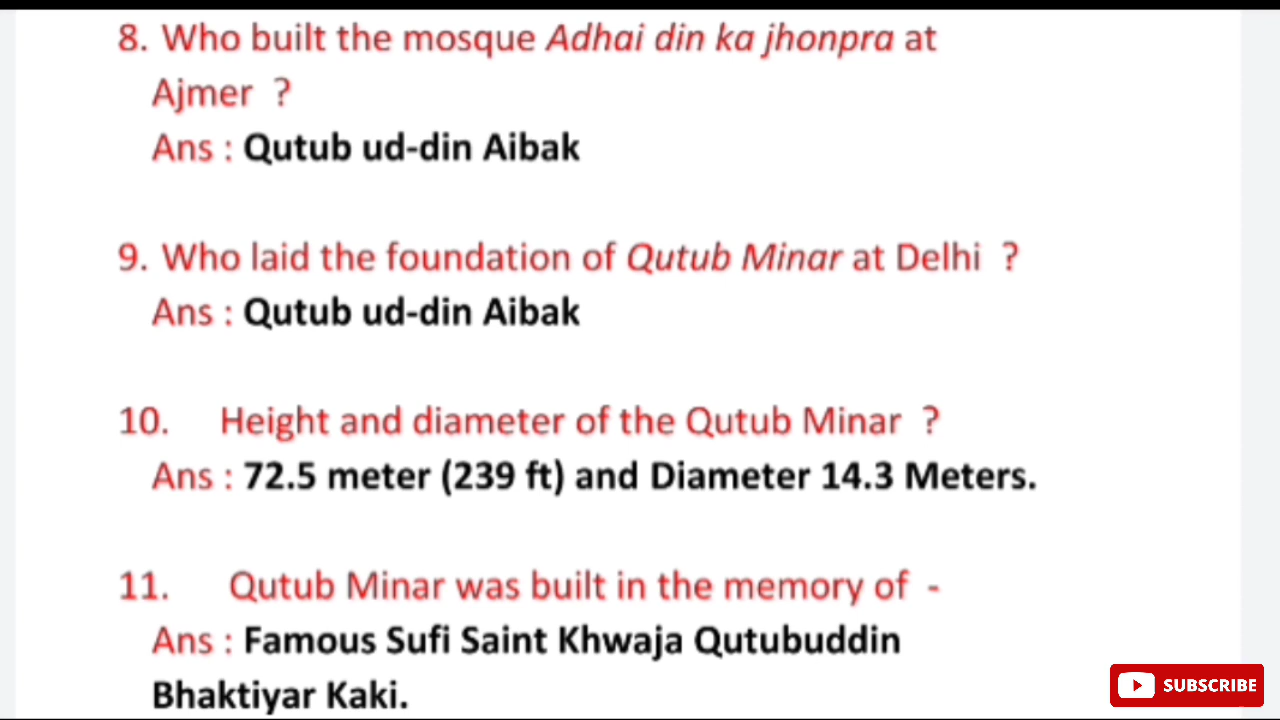 8. Who built the mosque Adhai din ka jhonpra at
Ajmer ?
Ans : Qutub ud-din Aibak
9. Who laid the foundation of Qutub Minar at Delhi ?
Ans : Qutub ud-din Aibak
10. Height and diameter of the Qutub Minar ?
Ans : 72.5 meter (239 ft) and Diameter 14.3 Meters.
11. Qutub Minar was built in the memory of -
Ans : Famous Sufi Saint Khwaja Qutubuddin
Bhaktiyar Kaki.
SUBSCRIBE